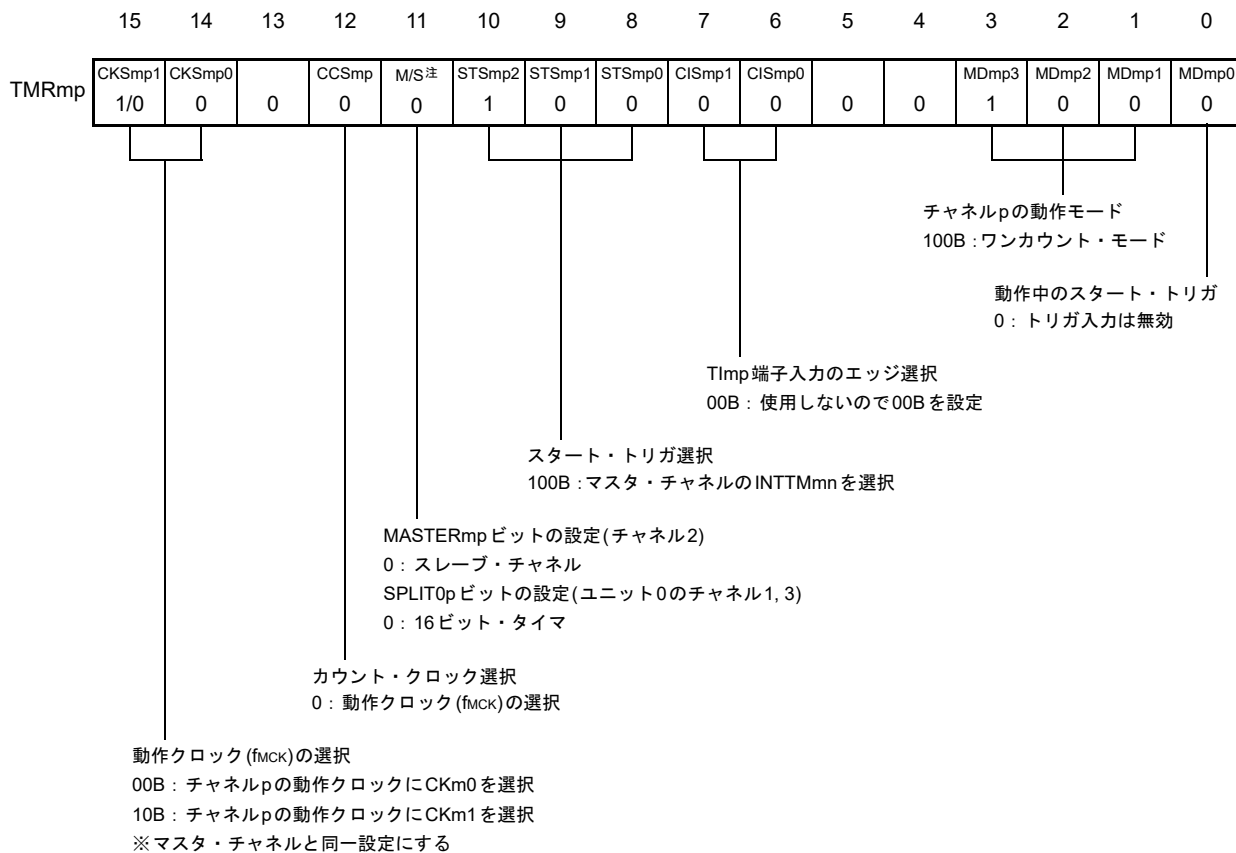 15 14 13 12 11 10 9 8 7 6 5 4 3 2 1 0
CKSmp1 CKSmp0 CCSmp M/S注 STSmp2 STSmp1 STSmp0 CISmp1 CISmp0 MDmp3 MDmp2 MDmp1 MDmp0
TMRmp
1/0 0 0 0 0 1 0 0 0 0 0 0 1 0 0 0
チャネルpの動作モード
100B：ワンカウント・モード
動作中のスタート・トリガ
0：トリガ入力は無効
TImp端子入力のエッジ選択
00B：使用しないので00Bを設定
スタート・トリガ選択
100B：マスタ・チャネルのINTTMmnを選択
MASTERmpビットの設定(チャネル2)
0：スレーブ・チャネル
SPLIT0pビットの設定(ユニット0のチャネル1, 3)
0：16ビット・タイマ
カウント・クロック選択
0：動作クロック(fMCK)の選択
動作クロック(fMCK)の選択
00B：チャネルpの動作クロックにCKm0を選択
10B：チャネルpの動作クロックにCKm1を選択
※マスタ・チャネルと同一設定にする